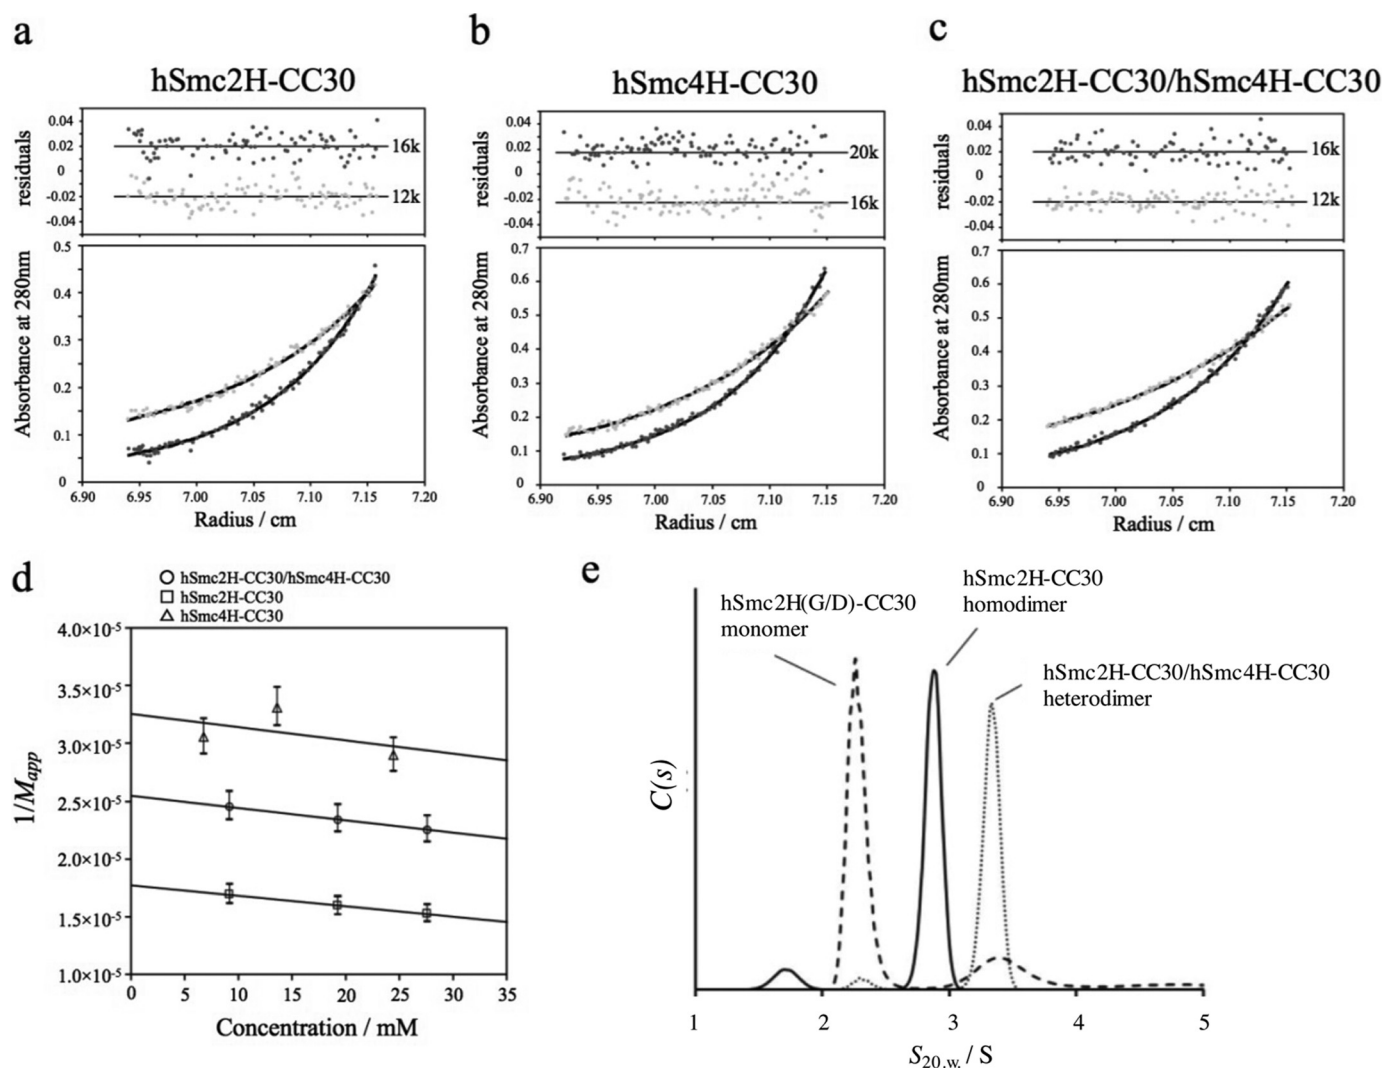 a
hSmc2H-CC30
residuals
0.04
0.02
0
-0.02
-0.04
16k
12k
Absorbance at 280nm
0.5
0.4
0.3
0.2
0.1
0
6.90 6.95 7.00 7.05 7.10 7.15 7.20
Radius / cm
b
hSmc4H-CC30
residuals
0.04
0.02
0
-0.02
-0.04
20k
16k
Absorbance at 280nm
0.7
0.6
0.5
0.4
0.3
0.2
0.1
0
6.90 6.95 7.00 7.05 7.10 7.15 7.20
Radius / cm
c
hSmc2H-CC30/hSmc4H-CC30
residuals
0.04
0.02
0
-0.02
-0.04
16k
12k
Absorbance at 280nm
0.7
0.6
0.5
0.4
0.3
0.2
0.1
0
6.90 6.95 7.00 7.05 7.10 7.15 7.20
Radius / cm
d
hSmc2H-CC30/hSmc4H-CC30
hSmc2H-CC30
hSmc4H-CC30
1/Mapp
4.0×10-5
3.5×10-5
3.0×10-5
2.5×10-5
2.0×10-5
1.5×10-5
1.0×10-5
0 5 10 15 20 25 30 35
Concentration / mM
e
hSmc2H(G/D)-CC30
monomer
hSmc2H-CC30
homodimer
hSmc2H-CC30/hSmc4H-CC30
heterodimer
C(s)
1 2 3 4 5
S20,w. / S